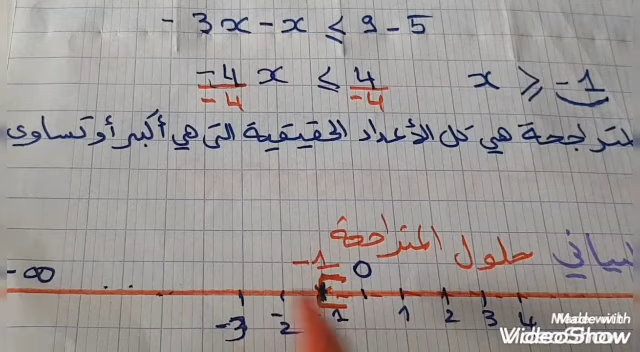 - 3x - x ≤ 9 - 5
-4/-4 x ≤ 4/-4 x ≥ -1
هي كل الأعداد الحقيقية التي هي أكبر أو تساوي
حلول المتراجحة
-∞ .. .. -1 0
-3 -2 -1 1 2 3 4
Made with
VideoShow